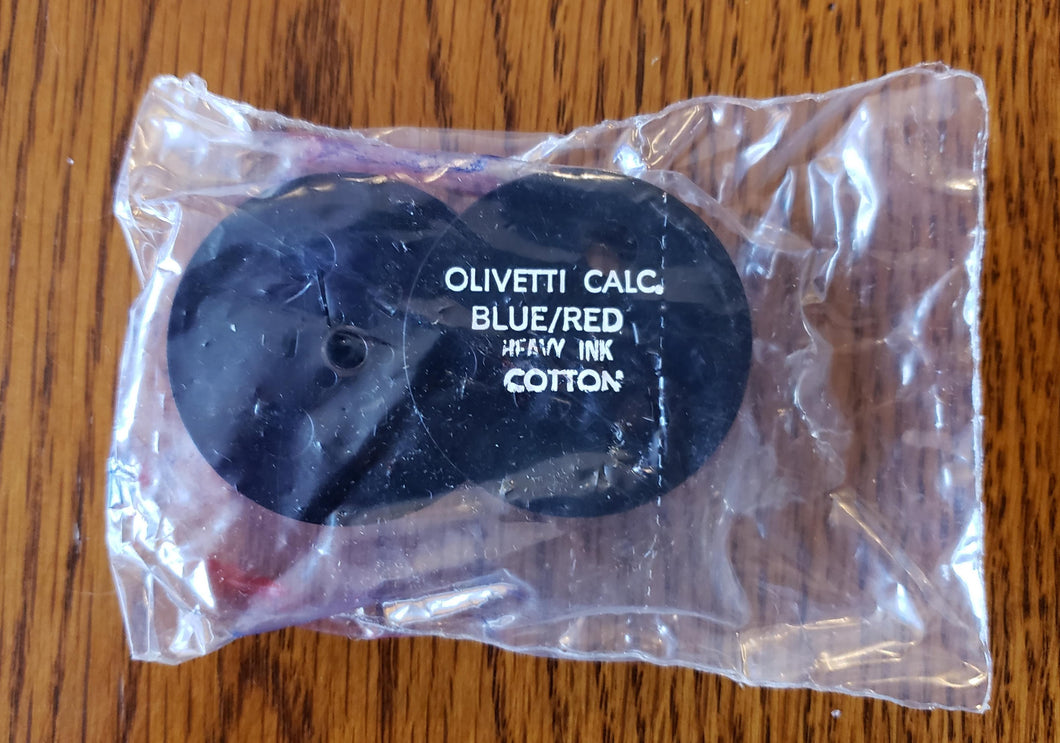 OLIVETTI CALC.
BLUE/RED
HEAVY INK
COTTON